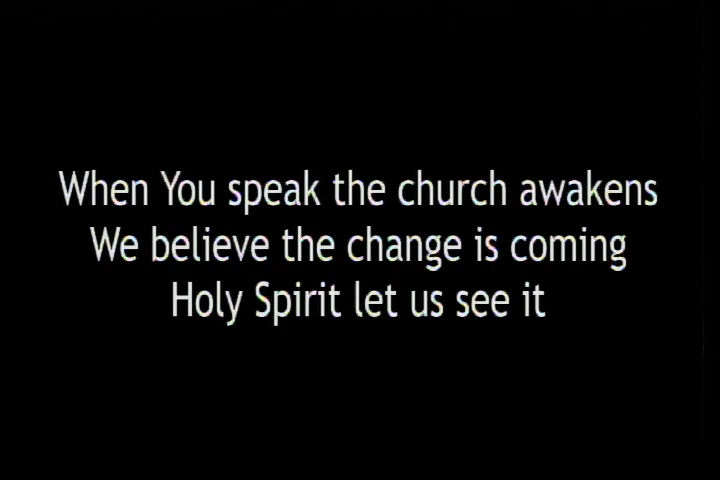 When You speak the church awakens
We believe the change is coming
Holy Spirit let us see it